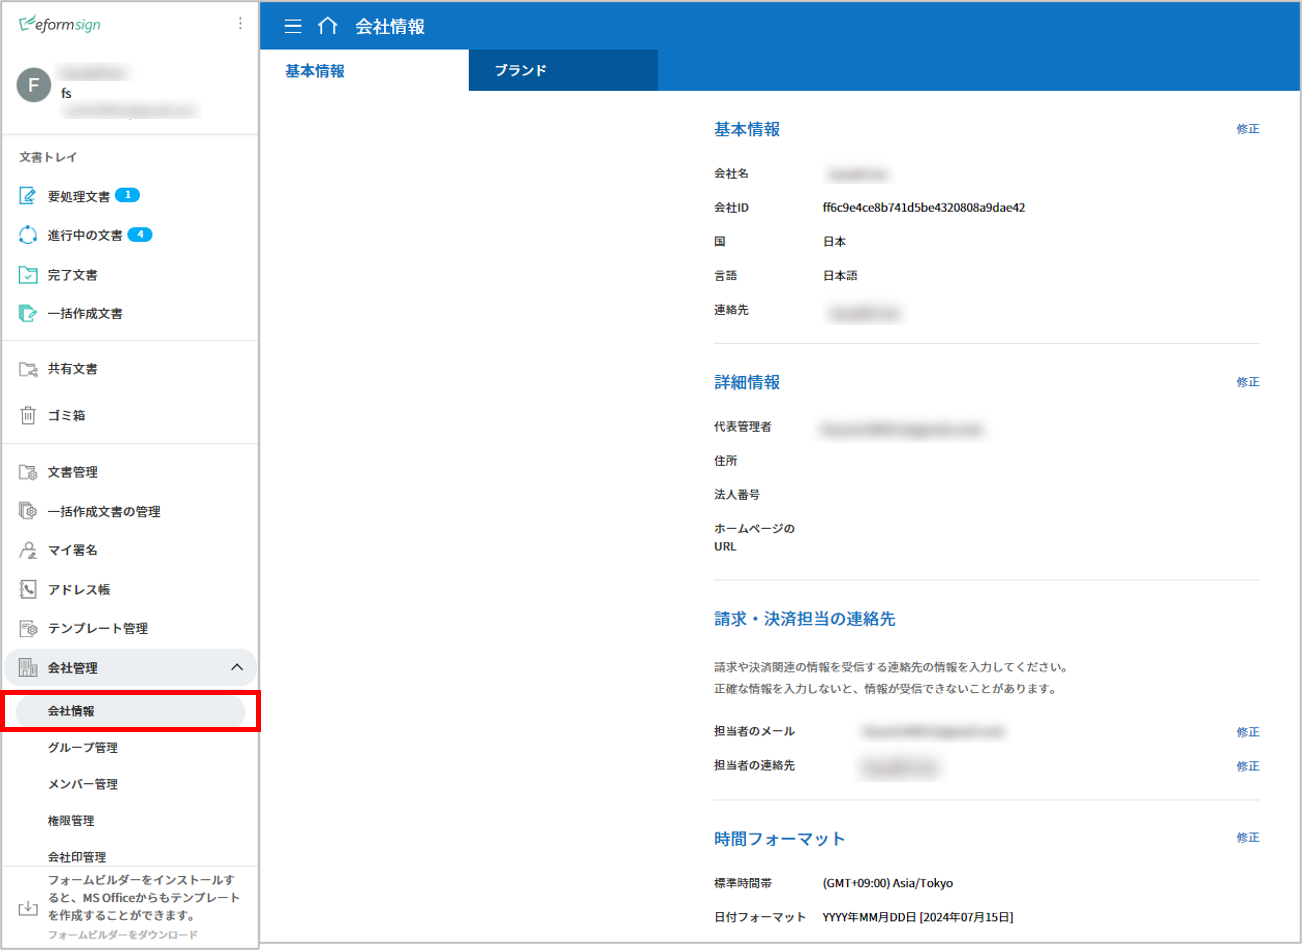 eformsign
F
fs
文書トレイ
要処理文書 1
進行中の文書 4
完了文書
一括作成文書
共有文書
ゴミ箱
文書管理
一括作成文書の管理
マイ署名
アドレス帳
テンプレート管理
会社管理
会社情報
グループ管理
メンバー管理
権限管理
会社印管理
フォームビルダーをインストールす
ると、MS Officeからもテンプレート
を作成することができます。
フォームビルダーをダウンロード
会社情報
基本情報 ブランド
基本情報 修正
会社名
会社ID ff6c9e4ce8b741d5be4320808a9dae42
国 日本
言語 日本語
連絡先
詳細情報 修正
代表管理者
住所
法人番号
ホームページの
URL
請求・決済担当の連絡先
請求や決済関連の情報を受信する連絡先の情報を入力してください。
正確な情報を入力しないと、情報が受信できないことがあります。
担当者のメール 修正
担当者の連絡先 修正
時間フォーマット 修正
標準時間帯 (GMT+09:00) Asia/Tokyo
日付フォーマット YYYY年MM月DD日 [2024年07月15日]